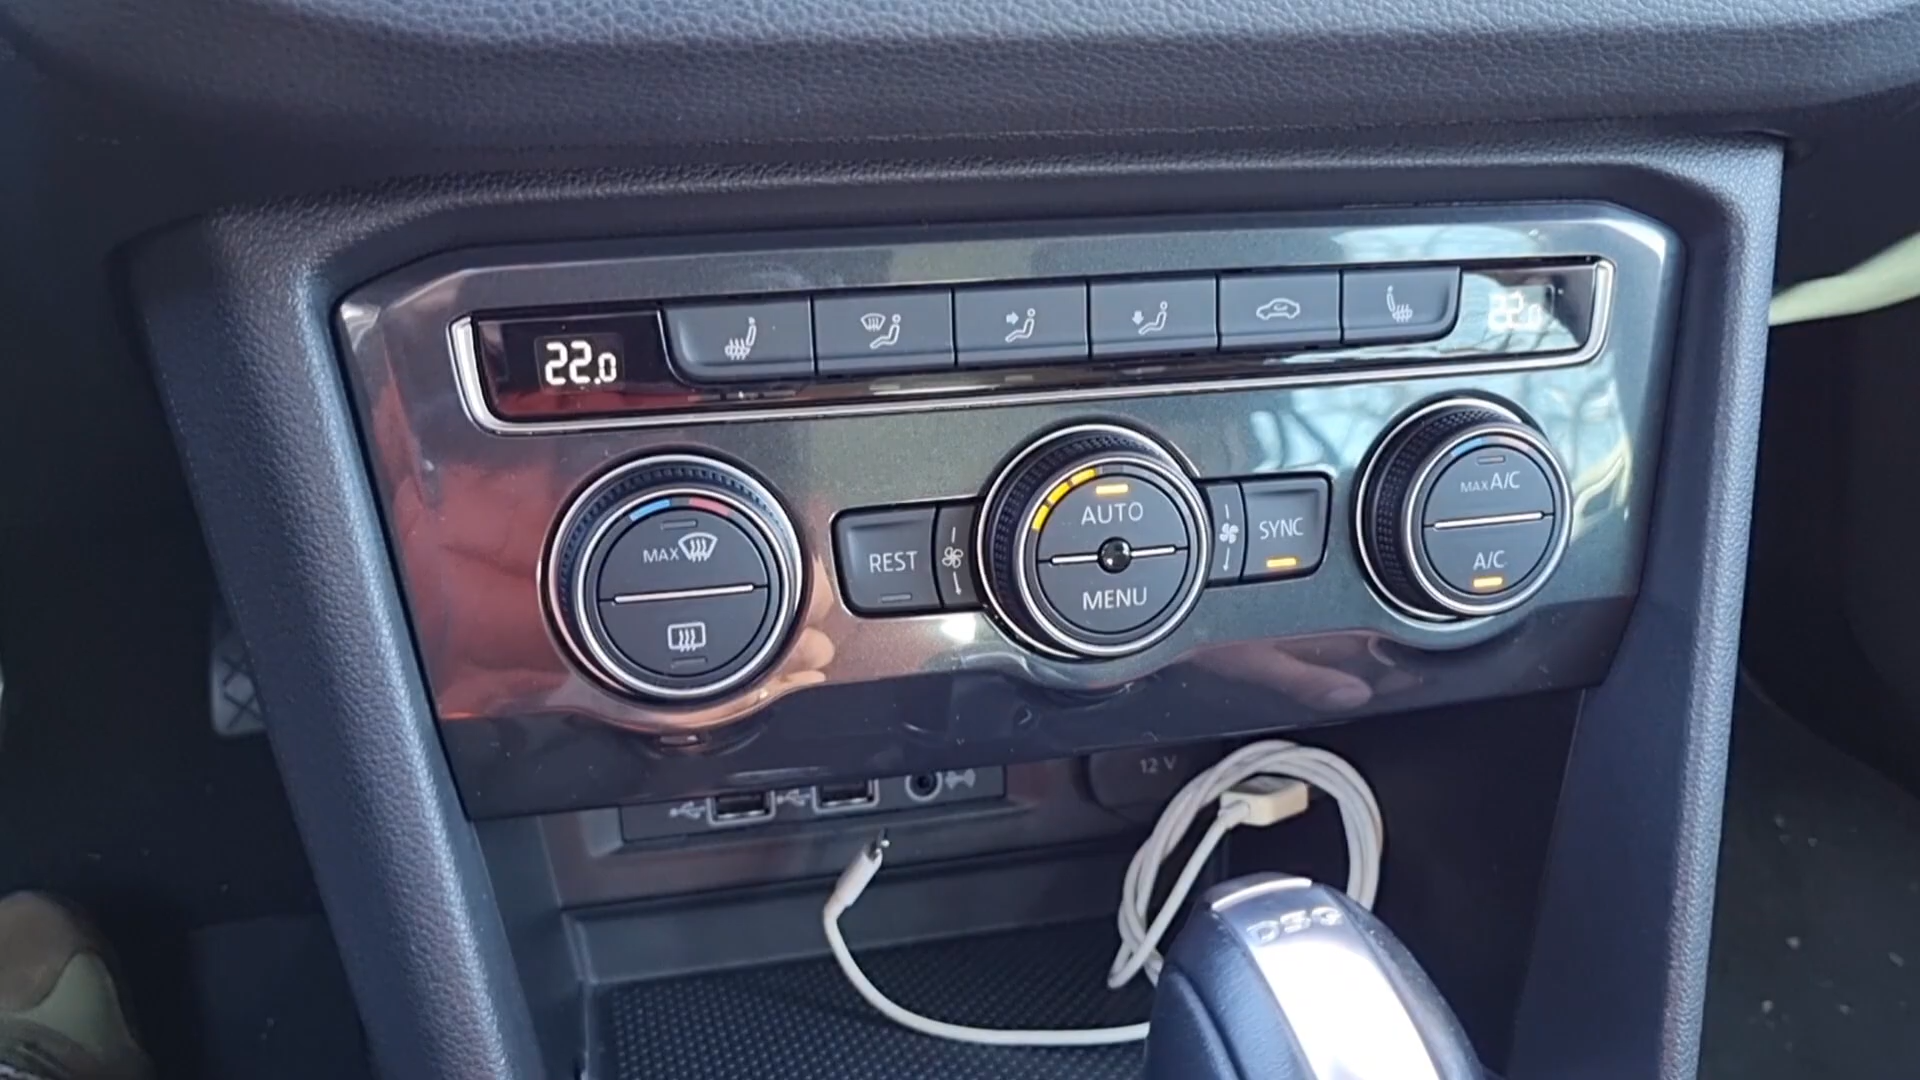 22.0
22.0
MAX
REST
AUTO
MENU
SYNC
MAX A/C
A/C
12 V
DSG